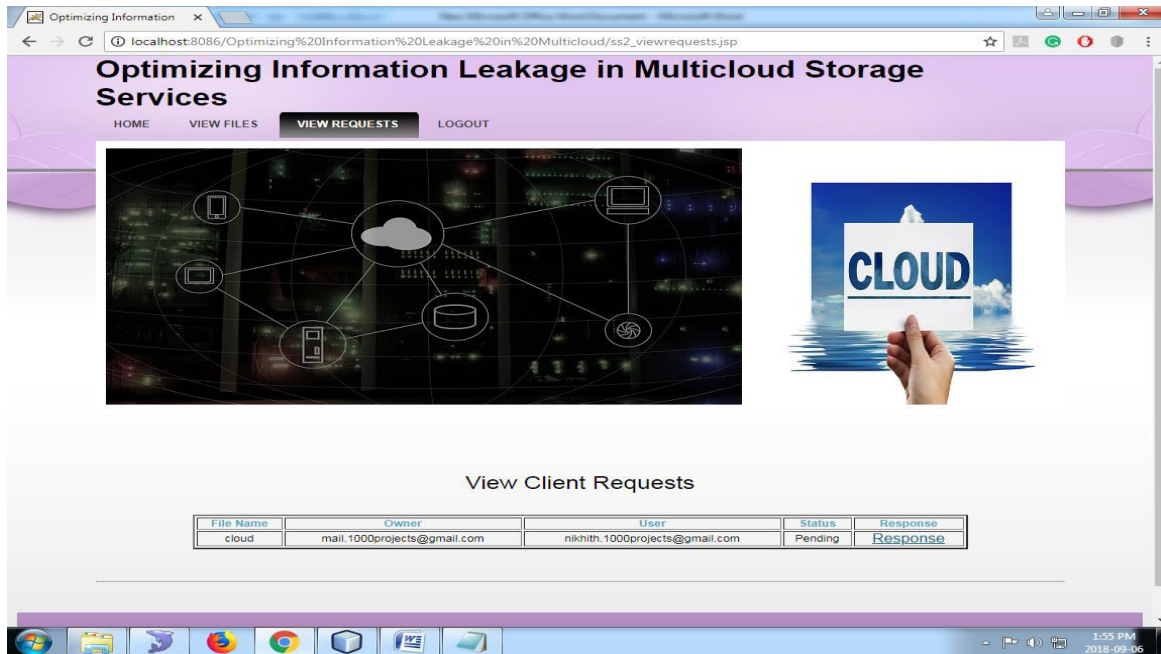 Optimizing Information
localhost:8086/Optimizing%20Information%20Leakage%20in%20Multicloud/ss2_viewrequests.jsp
Optimizing Information Leakage in Multicloud Storage
Services
HOME VIEW FILES VIEW REQUESTS LOGOUT
CLOUD
View Client Requests
File Name Owner User Status Response
cloud mail.1000projects@gmail.com nikhith.1000projects@gmail.com Pending Response
1:55 PM
2018-09-06